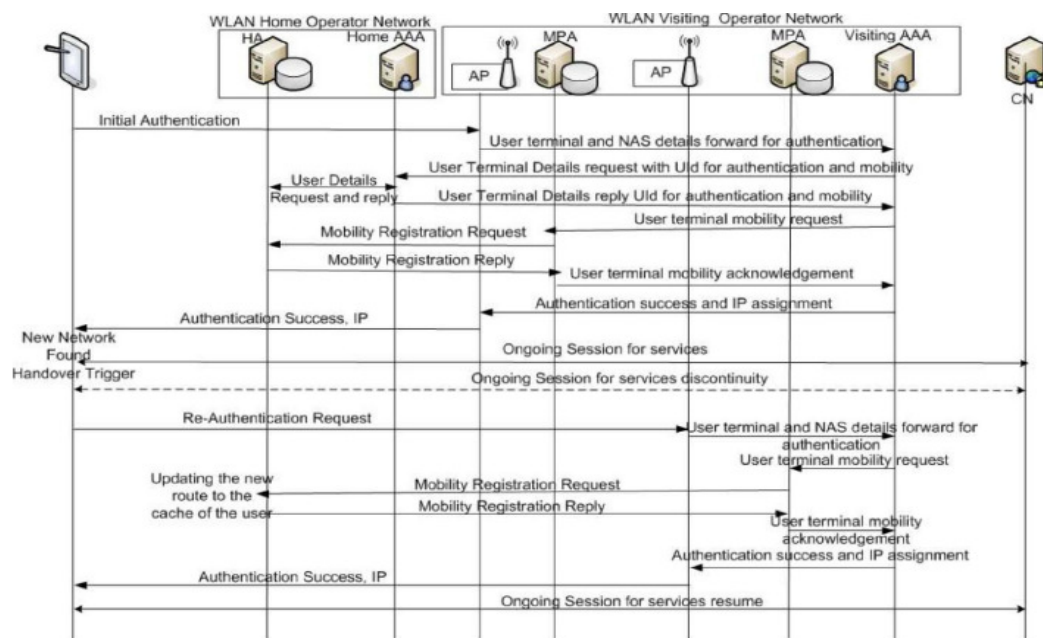 WLAN Home Operator Network
WLAN Visiting Operator Network
HA
Home AAA
MPA
MPA
Visiting AAA
AP
AP
CN
Initial Authentication
User terminal and NAS details forward for authentication
User Terminal Details request with UId for authentication and mobility
User Details
Request and reply
User Terminal Details reply UId for authentication and mobility
User terminal mobility request
Mobility Registration Request
Mobility Registration Reply
User terminal mobility acknowledgement
Authentication success and IP assignment
Authentication Success, IP
New Network
Found
Handover Trigger
Ongoing Session for services
Ongoing Session for services discontinuity
Re-Authentication Request
User terminal and NAS details forward for
authentication
User terminal mobility request
Updating the new
route to the
cache of the user
Mobility Registration Request
Mobility Registration Reply
User terminal mobility
acknowledgement
Authentication success and IP assignment
Authentication Success, IP
Ongoing Session for services resume